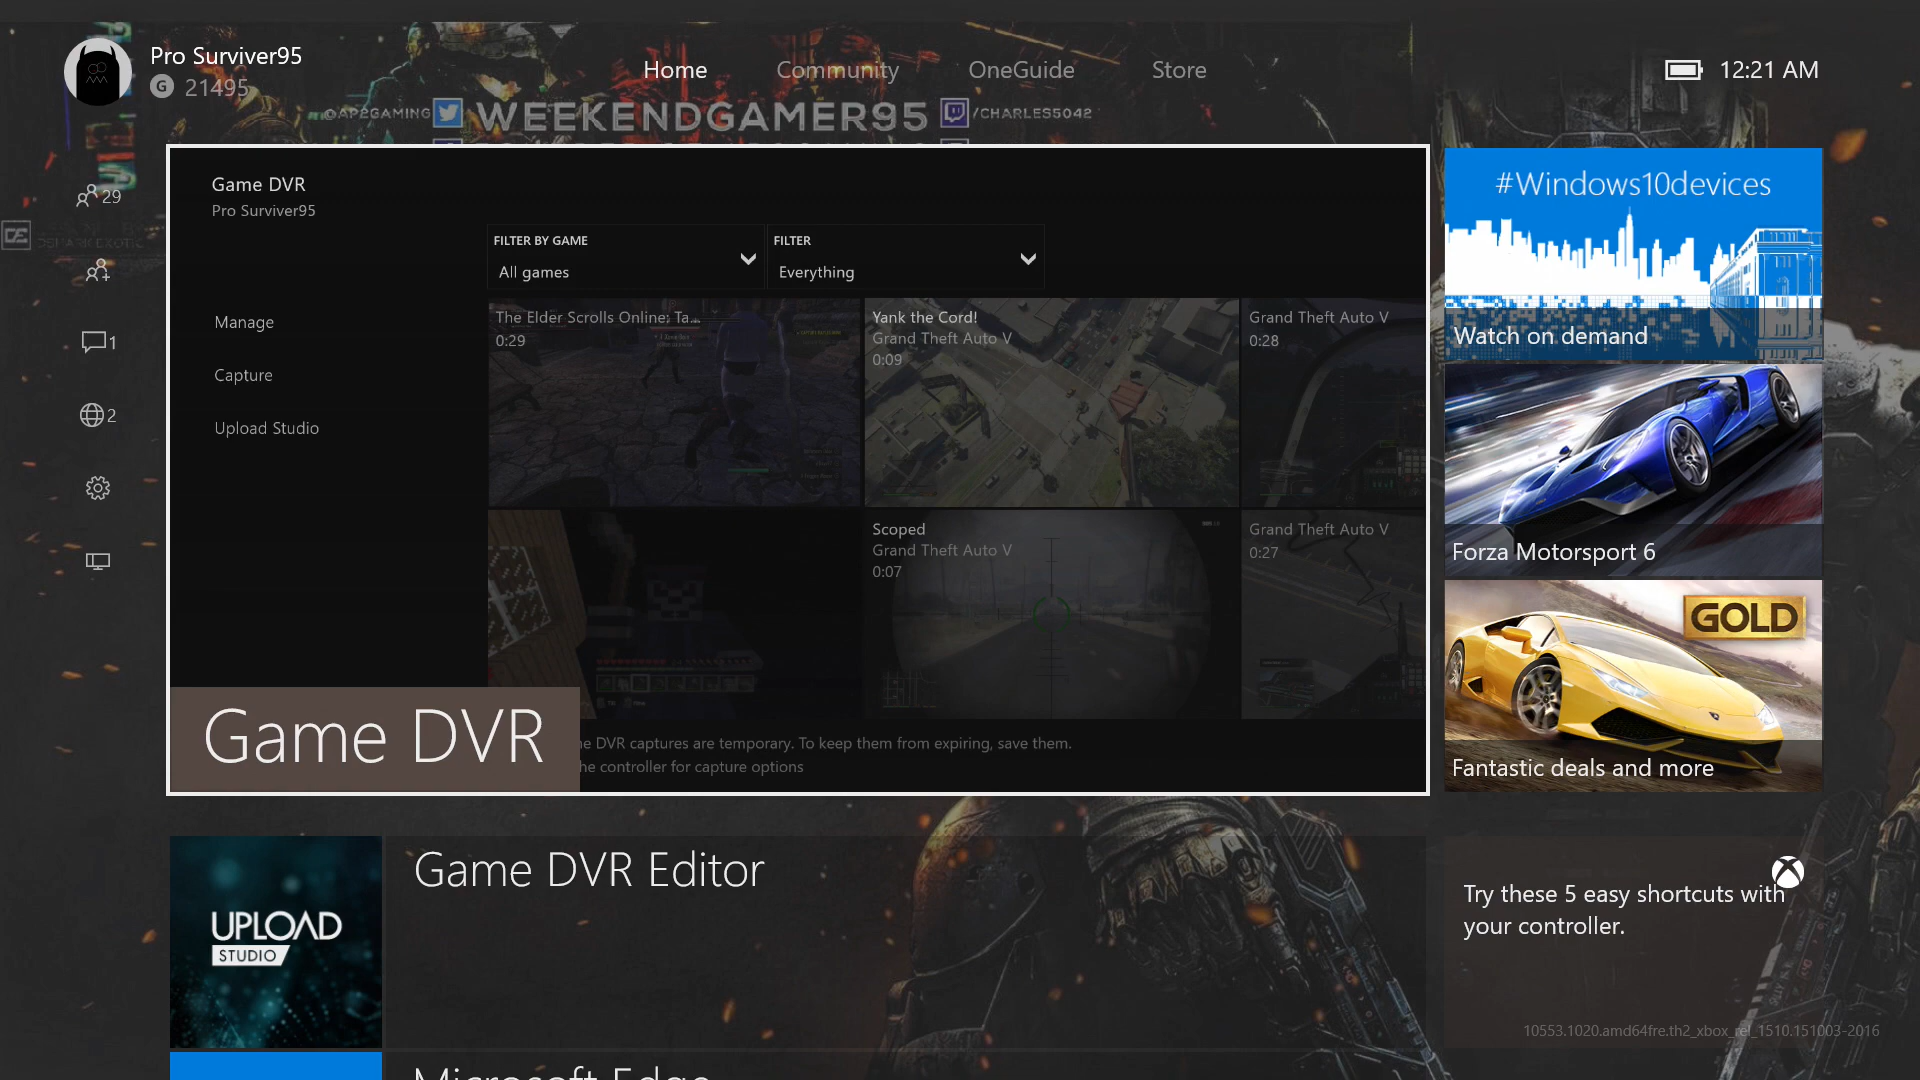 Pro Surviver95
G 21495
Home
Community
OneGuide
Store
12:21 AM
@AP2GAMING
WEEKENDGAMER95
/CHARLES5042
29
1
2
Game DVR
Pro Surviver95
FILTER BY GAME
All games
FILTER
Everything
Manage
Capture
Upload Studio
The Elder Scrolls Online: Ta...
0:29
Yank the Cord!
Grand Theft Auto V
0:09
Grand Theft Auto V
0:28
Scoped
Grand Theft Auto V
0:07
Grand Theft Auto V
0:27
Game DVR
DVR captures are temporary. To keep them from expiring, save them.
controller for capture options
#Windows10devices
Watch on demand
Forza Motorsport 6
GOLD
Fantastic deals and more
UPLOAD
STUDIO
Game DVR Editor
Try these 5 easy shortcuts with
your controller.
10553.1020.amd64fre.th2_xbox_rel_1510.151003-2016
Microsoft Edge